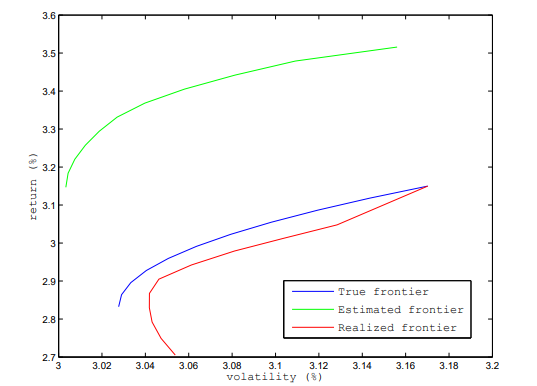 3.6
3.5
3.4
3.3
3.2
3.1
3
2.9
2.8
2.7
return (%)
True frontier
Estimated frontier
Realized frontier
3 3.02 3.04 3.06 3.08 3.1 3.12 3.14 3.16 3.18 3.2
volatility (%)